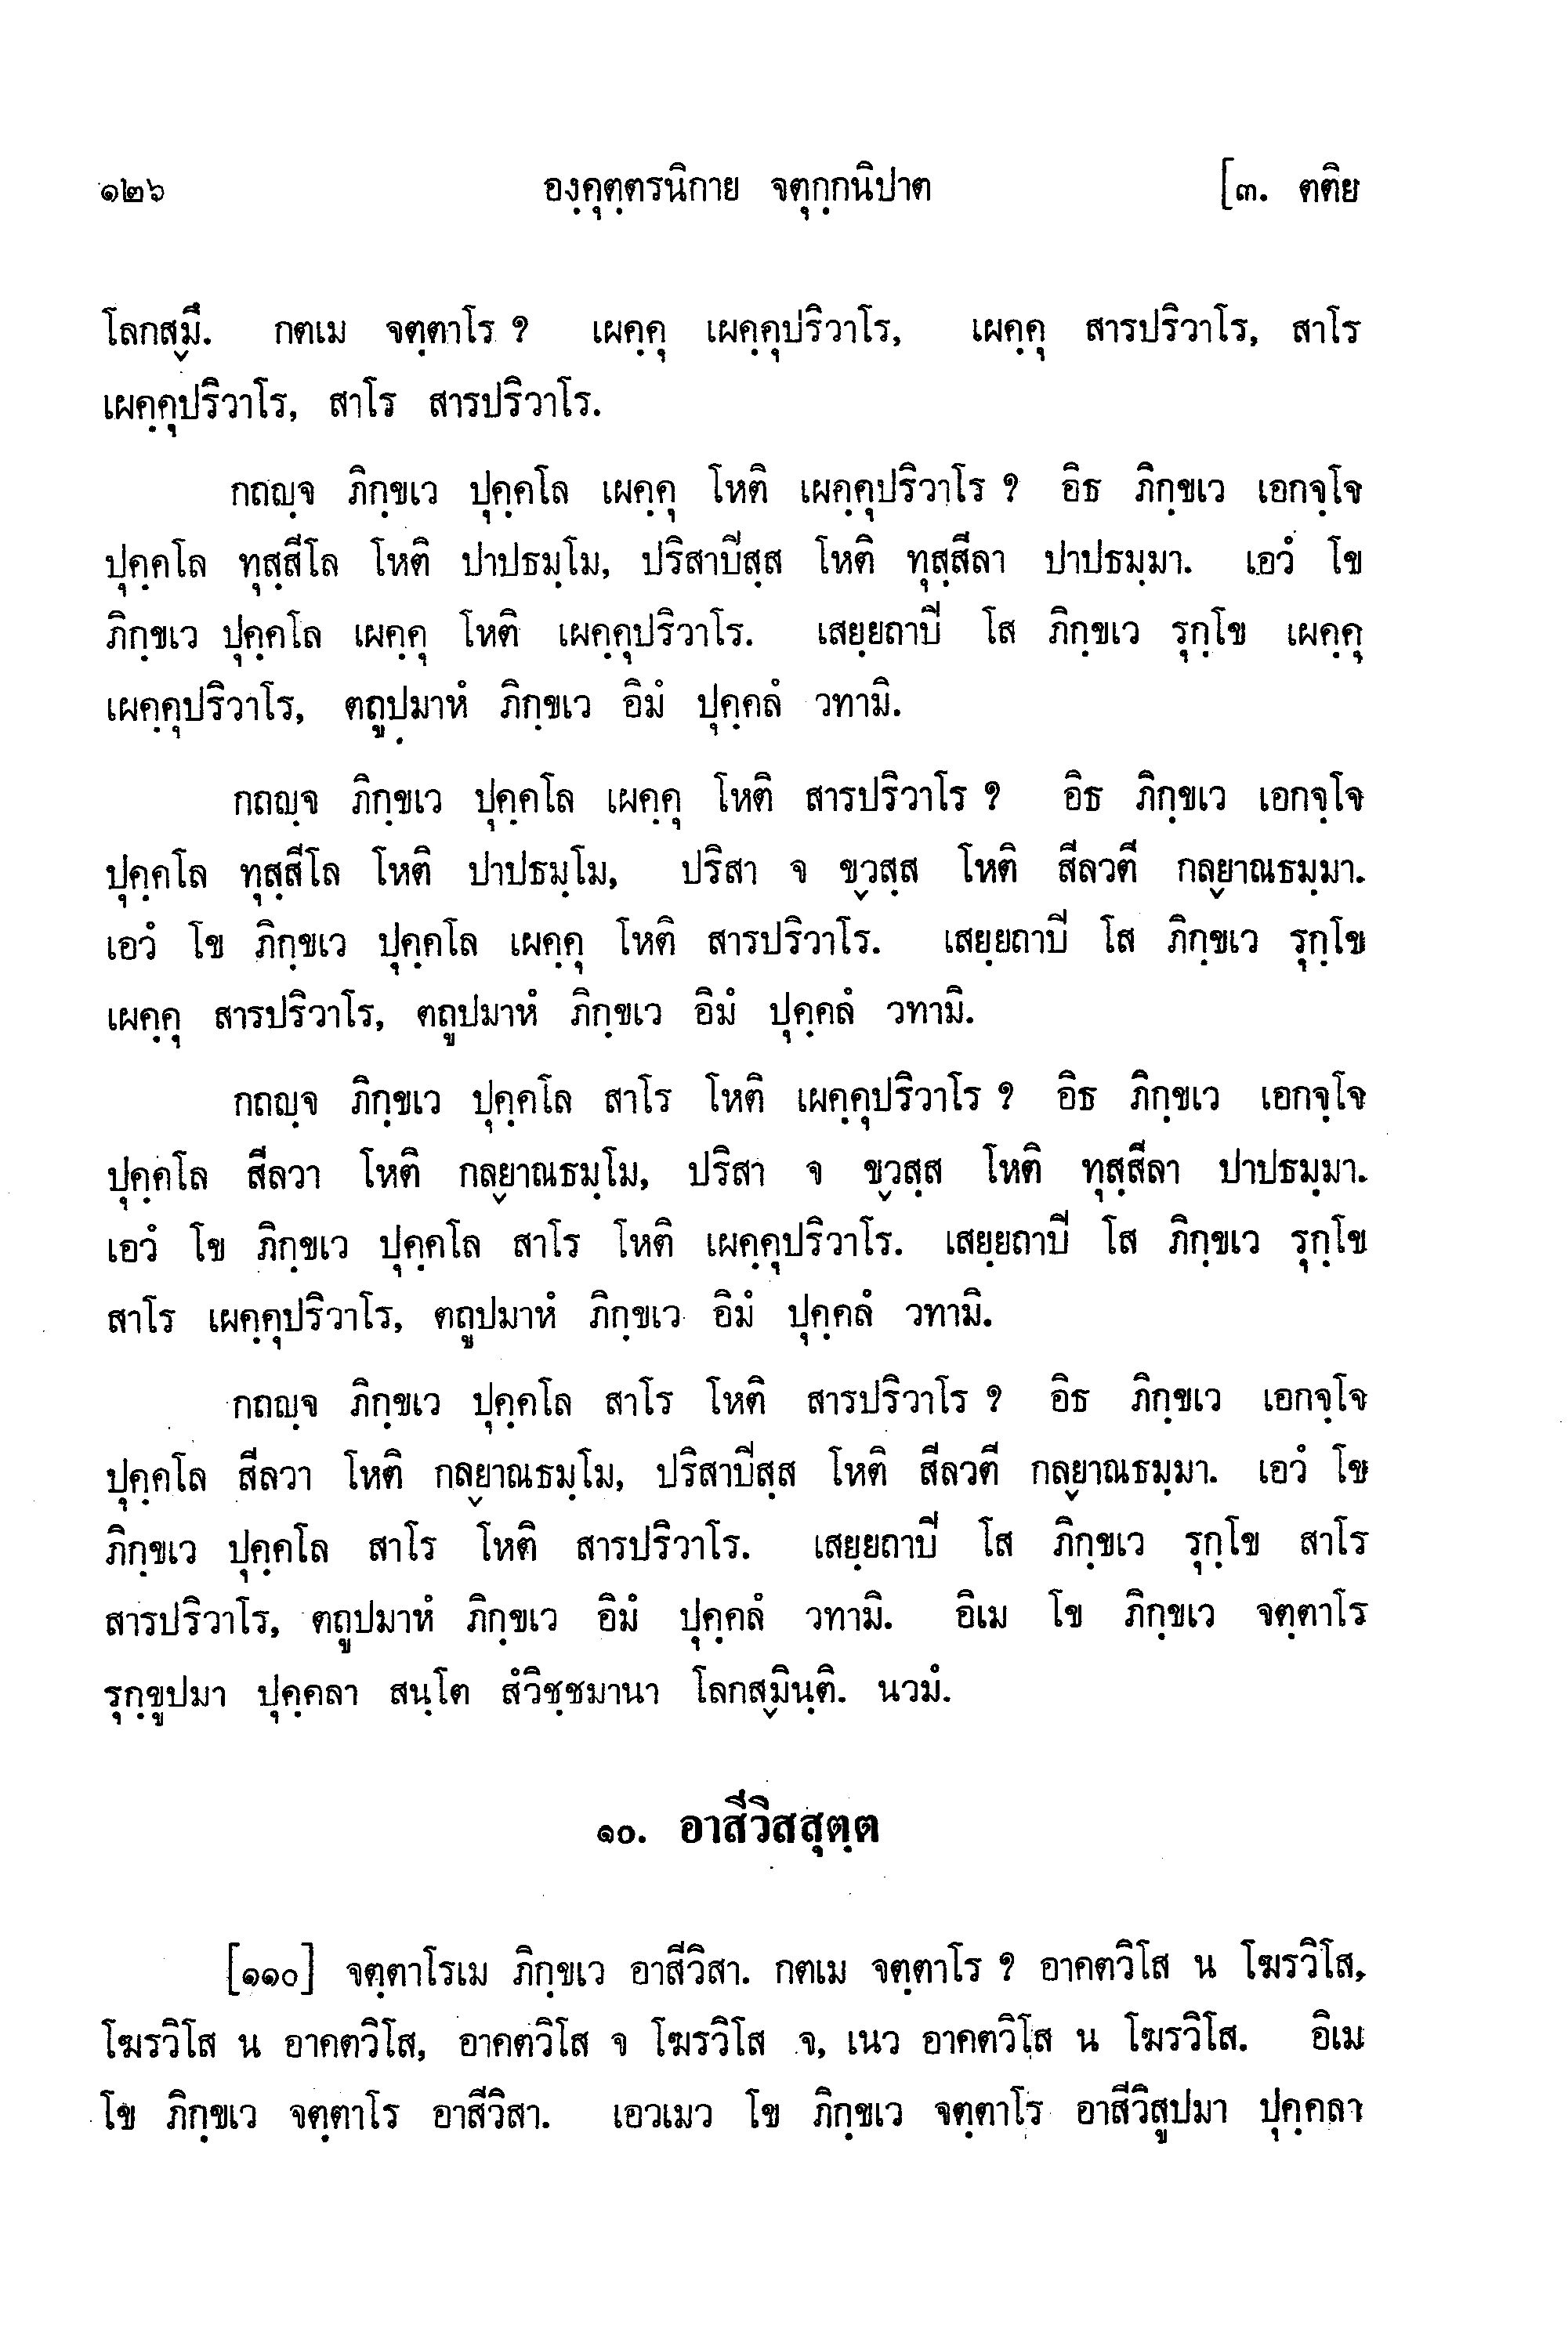 ๑๒๖ องฺคุตฺตรนิกาย จตุกฺกนิปาต [๓. ตติย
โลกสฺมึ. กตเม จตฺตาโร ? เผคฺคุ เผคฺคุปริวาโร, เผคฺคุ สารปริวาโร, สาโร
เผคฺคุปริวาโร, สาโร สารปริวาโร.
กถญฺจ ภิกฺขเว ปุคฺคโล เผคฺคุ โหติ เผคฺคุปริวาโร ? อิธ ภิกฺขเว เอกจฺโจ
ปุคฺคโล ทุสฺสีโล โหติ ปาปธมฺโม, ปริสาปิสฺส โหติ ทุสฺสีลา ปาปธมฺมา. เอวํ โข
ภิกฺขเว ปุคฺคโล เผคฺคุ โหติ เผคฺคุปริวาโร. เสยฺยถาปิ โส ภิกฺขเว รุกฺโข เผคฺคุ
เผคฺคุปริวาโร, ตถูปฺมาหํ ภิกฺขเว อิมํ ปุคฺคลํ วทามิ.
กถญฺจ ภิกฺขเว ปุคฺคโล เผคฺคุ โหติ สารปริวาโร ? อิธ ภิกฺขเว เอกจฺโจ
ปุคฺคโล ทุสฺสีโล โหติ ปาปธมฺโม, ปริสา จ ขฺวสฺส โหติ สีลวตี กลฺยาณธมฺมา.
เอวํ โข ภิกฺขเว ปุคฺคโล เผคฺคุ โหติ สารปริวาโร. เสยฺยถาปิ โส ภิกฺขเว รุกฺโข
เผคฺคุ สารปริวาโร, ตถูปมาหํ ภิกฺขเว อิมํ ปุคฺคลํ วทามิ.
กถญฺจ ภิกฺขเว ปุคฺคโล สาโร โหติ เผคฺคุปริวาโร ? อิธ ภิกฺขเว เอกจฺโจ
ปุคฺคโล สีลวา โหติ กลฺยาณธมฺโม, ปริสา จ ขฺวสฺส โหติ ทุสฺสีลา ปาปธมฺมา.
เอวํ โข ภิกฺขเว ปุคฺคโล สาโร โหติ เผคฺคุปริวาโร. เสยฺยถาปิ โส ภิกฺขเว รุกฺโข
สาโร เผคฺคุปริวาโร, ตถูปมาหํ ภิกฺขเว อิมํ ปุคฺคลํ วทามิ.
กถญฺจ ภิกฺขเว ปุคฺคโล สาโร โหติ สารปริวาโร ? อิธ ภิกฺขเว เอกจฺโจ
ปุคฺคโล สีลวา โหติ กลฺยาณธมฺโม, ปริสาปิสฺส โหติ สีลวตี กลฺยาณธมฺมา. เอวํ โข
ภิกฺขเว ปุคฺคโล สาโร โหติ สารปริวาโร. เสยฺยถาปิ โส ภิกฺขเว รุกฺโข สาโร
สารปริวาโร, ตถูปมาหํ ภิกฺขเว อิมํ ปุคฺคลํ วทามิ. อิเม โข ภิกฺขเว จตฺตาโร
รุกฺขูปมา ปุคฺคลา สนฺโต สํวิชฺชมานา โลกสฺมินฺติ. นวมํ.
๑๐. อาสีวิสสุตฺต
[๑๑๐] จตฺตาโรเม ภิกฺขเว อาสีวิสา. กตเม จตฺตาโร ? อาคตวิโส น โฆรวิโส,
โฆรวิโส น อาคตวิโส, อาคตวิโส จ โฆรวิโส จ, เนว อาคตวิโส น โฆรวิโส. อิเม
โข ภิกฺขเว จตฺตาโร อาสีวิสา. เอวเมว โข ภิกฺขเว จตฺตาโร อาสีวิสูปมา ปุคฺคลา